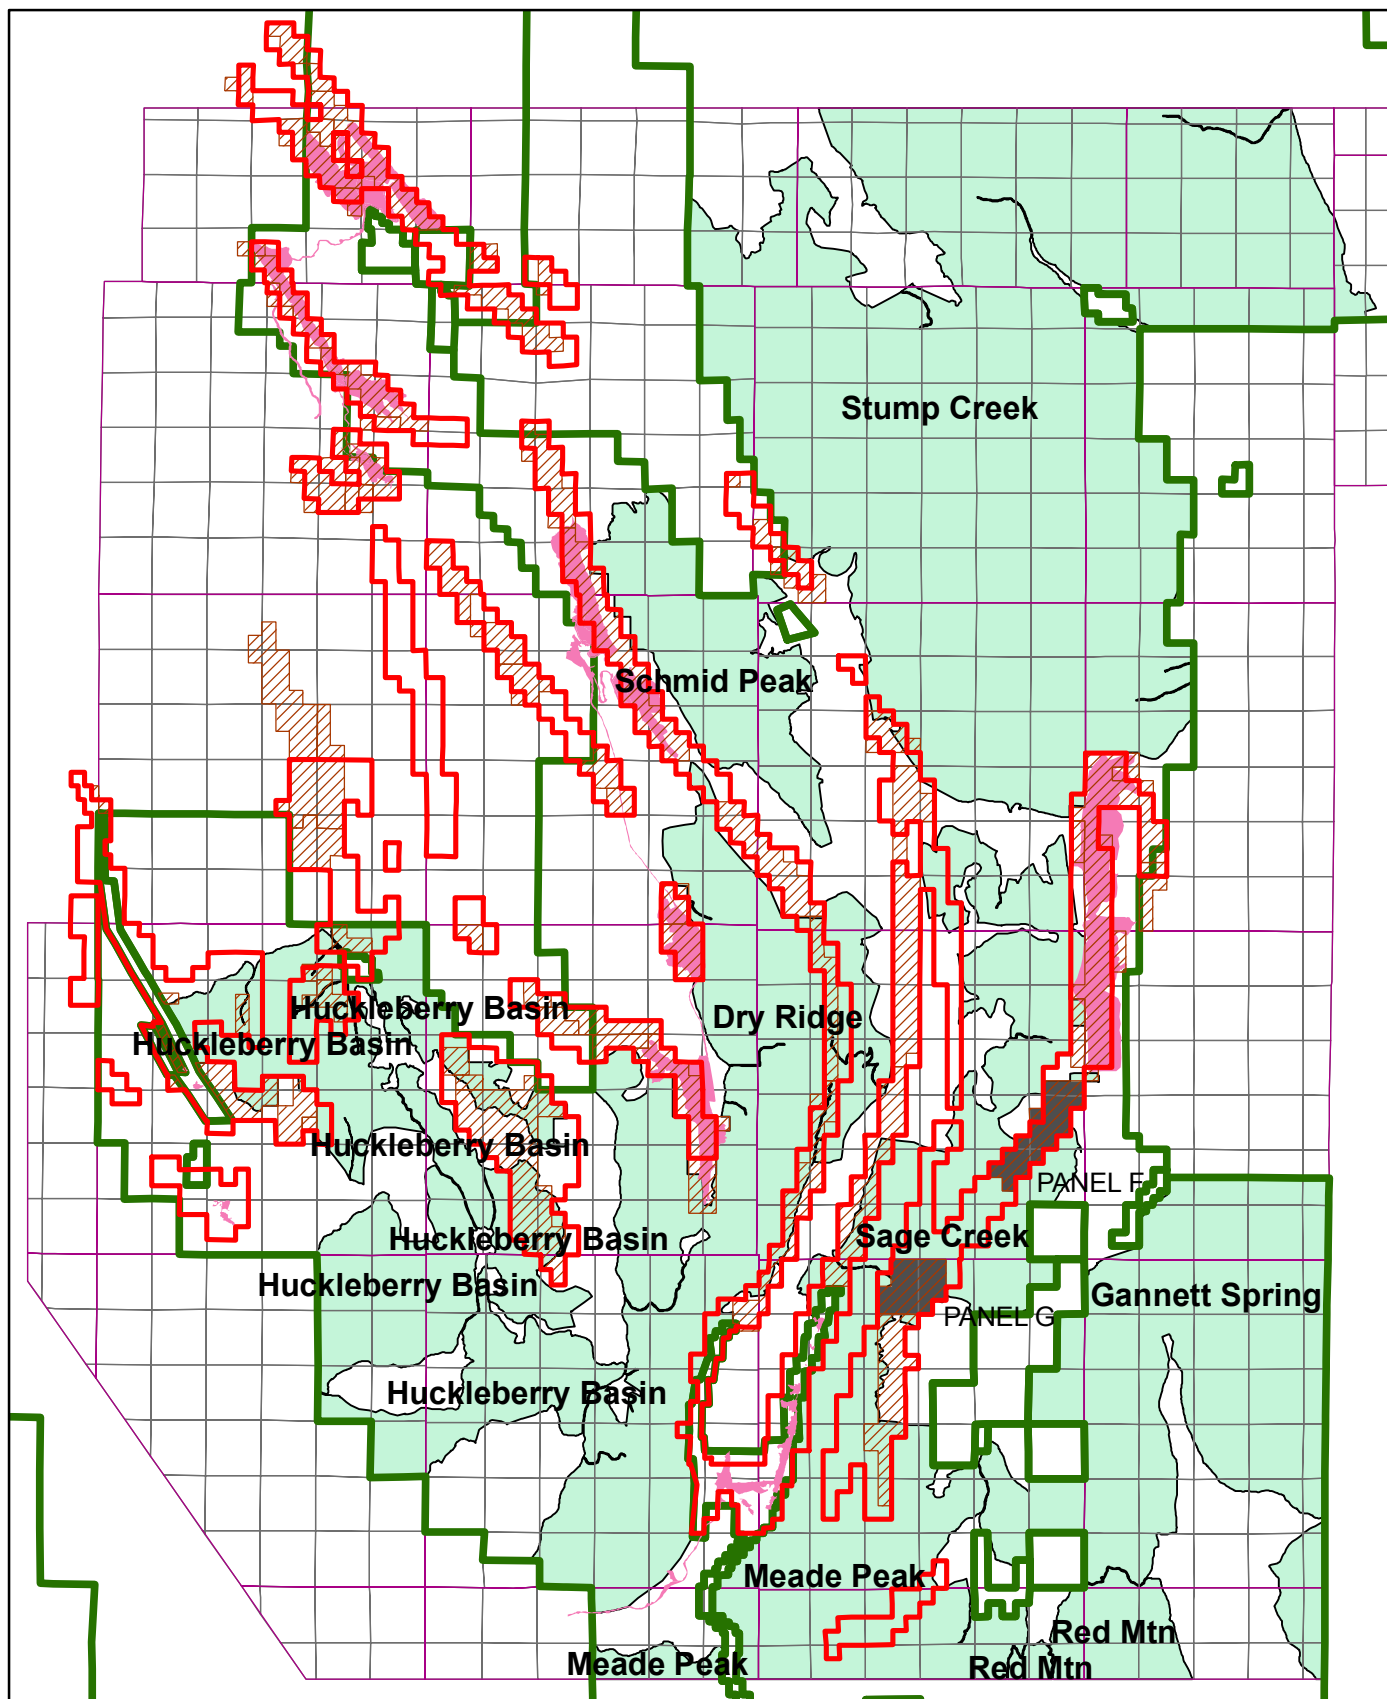 Stump Creek
Schmid Peak
Huckleberry Basin
Dry Ridge
Huckleberry Basin
Huckleberry Basin
PANEL F
Sage Creek
Huckleberry Basin
Huckleberry Basin
Gannett Spring
PANEL G
Huckleberry Basin
Meade Peak
Red Mtn
Meade Peak
Red Mtn